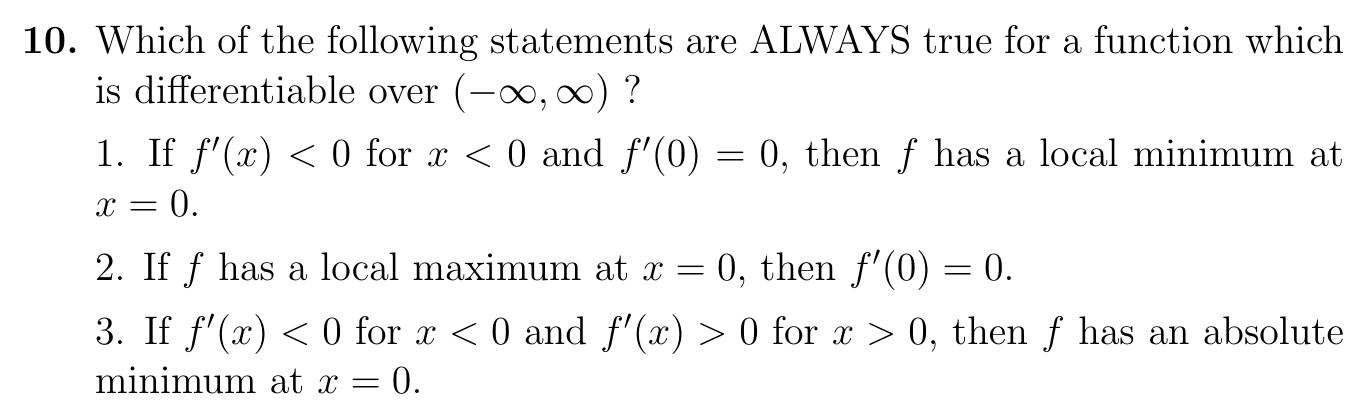 10. Which of the following statements are ALWAYS true for a function which
is differentiable over (−∞, ∞) ?
1. If f′(x) < 0 for x < 0 and f′(0) = 0, then f has a local minimum at
x = 0.
2. If f has a local maximum at x = 0, then f′(0) = 0.
3. If f′(x) < 0 for x < 0 and f′(x) > 0 for x > 0, then f has an absolute
minimum at x = 0.